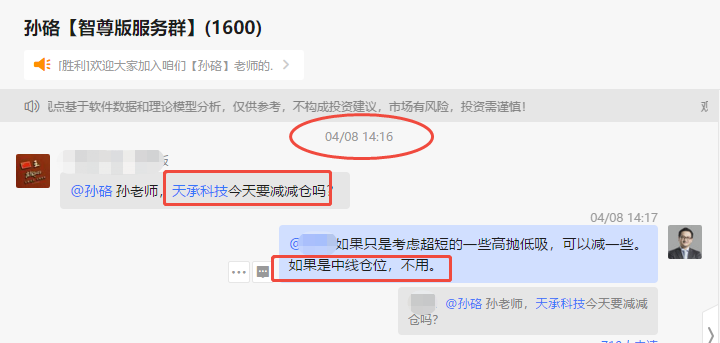 孙硌【智尊版服务群】(1600)
[胜利]欢迎大家加入咱们【孙硌】老师的.
观点基于软件数据和理论模型分析，仅供参考，不构成投资建议，市场有风险，投资需谨慎！
观
04/08 14:16
版
@孙硌 孙老师，天承科技今天要减减仓吗?
04/08 14:17
@ 如果只是考虑超短的一些高抛低吸，可以减一些。
如果是中线仓位，不用。
@孙硌 孙老师，天承科技今天要减减
仓吗?